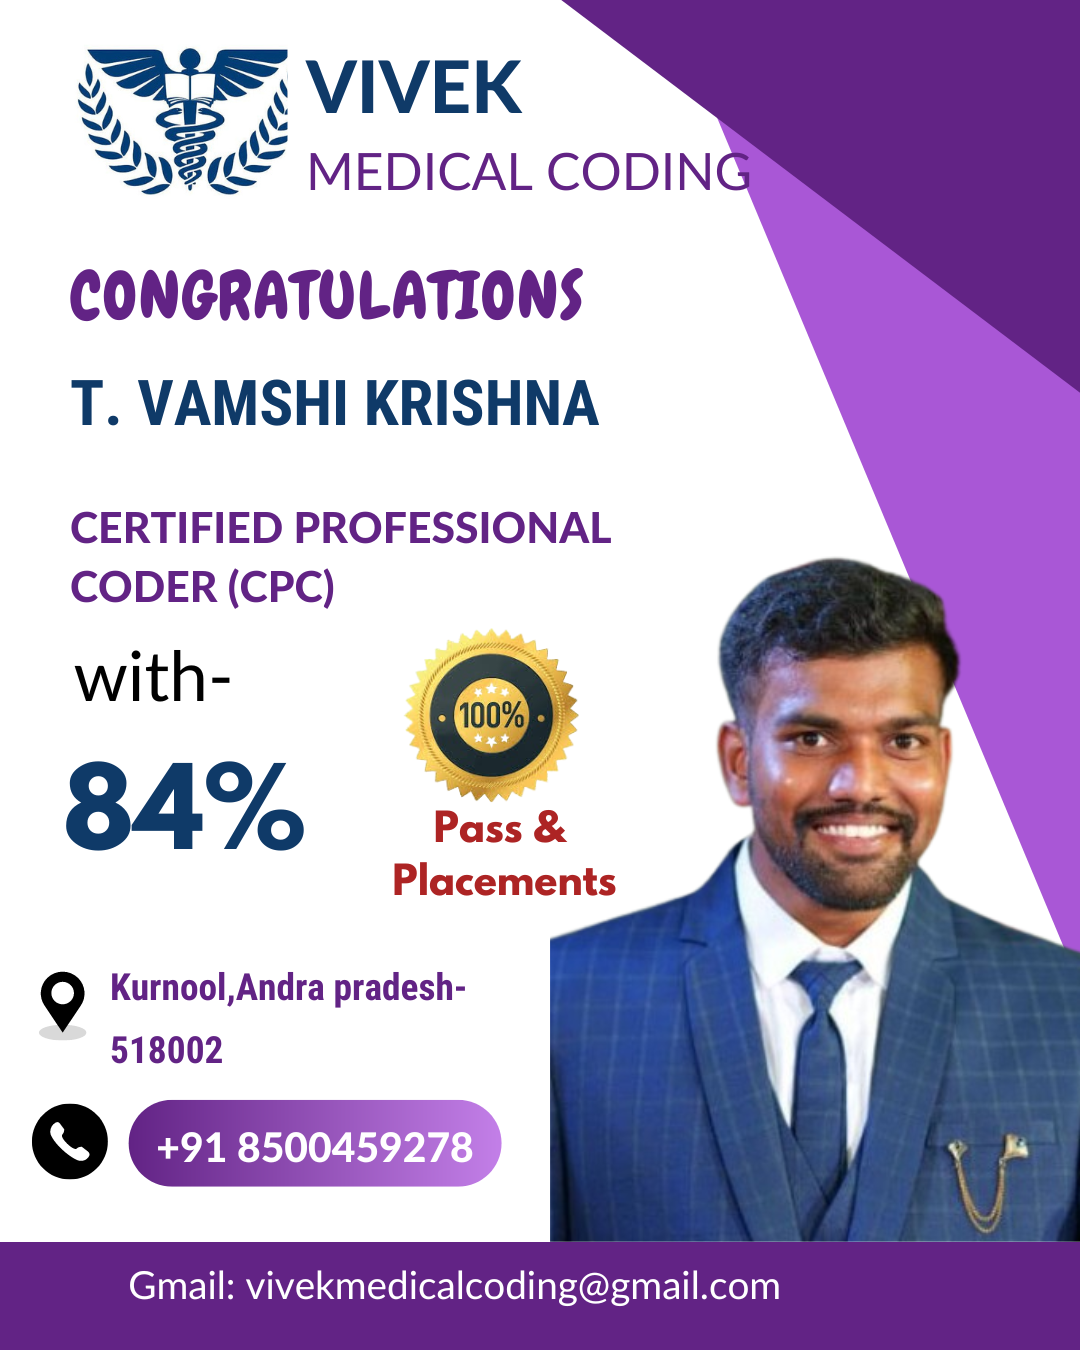 VIVEK
MEDICAL CODING
CONGRATULATIONS
T. VAMSHI KRISHNA
CERTIFIED PROFESSIONAL
CODER (CPC)
with-
100%
84%
Pass &
Placements
Kurnool,Andra pradesh-
518002
+91 8500459278
Gmail: vivekmedicalcoding@gmail.com